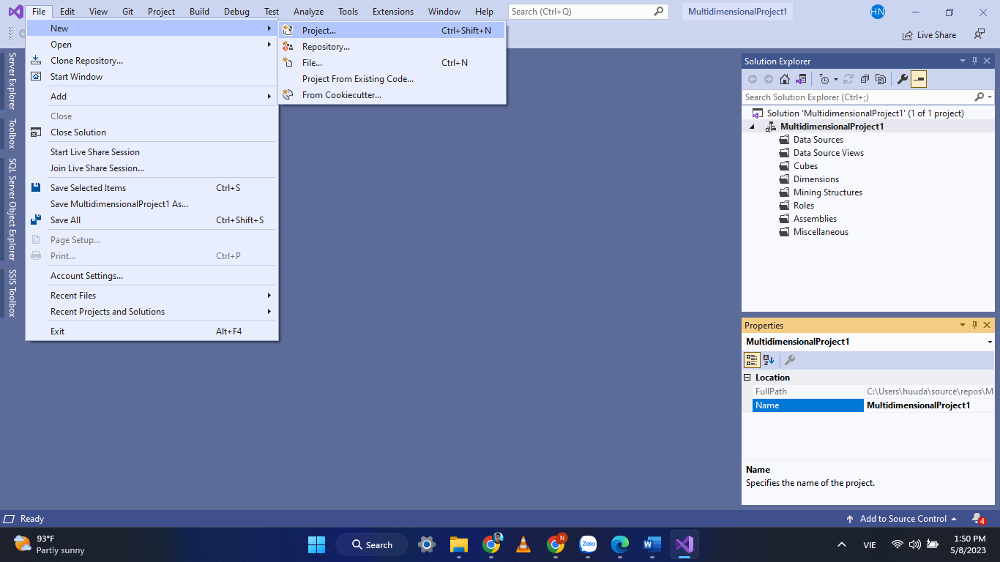 File Edit View Git Project Build Debug Test Analyze Tools Extensions Window Help Search (Ctrl+Q) MultidimensionalProject1 HN
Live Share
New
Open
Clone Repository...
Start Window
Add
Close
Close Solution
Start Live Share Session
Join Live Share Session...
Save Selected Items Ctrl+S
Save MultidimensionalProject1 As...
Save All Ctrl+Shift+S
Page Setup...
Print... Ctrl+P
Account Settings...
Recent Files
Recent Projects and Solutions
Exit Alt+F4
Project... Ctrl+Shift+N
Repository...
File... Ctrl+N
Project From Existing Code...
From Cookiecutter...
Server Explorer
Toolbox
SQL Server Object Explorer
SSIS Toolbox
Solution Explorer
Search Solution Explorer (Ctrl+;)
Solution 'MultidimensionalProject1' (1 of 1 project)
MultidimensionalProject1
Data Sources
Data Source Views
Cubes
Dimensions
Mining Structures
Roles
Assemblies
Miscellaneous
Properties
MultidimensionalProject1
Location
FullPath C:\Users\huuda\source\repos\M
Name MultidimensionalProject1
Name
Specifies the name of the project.
Ready Add to Source Control 4
93°F
Partly sunny
Search
N
Zalo
VIE
1:50 PM
5/8/2023